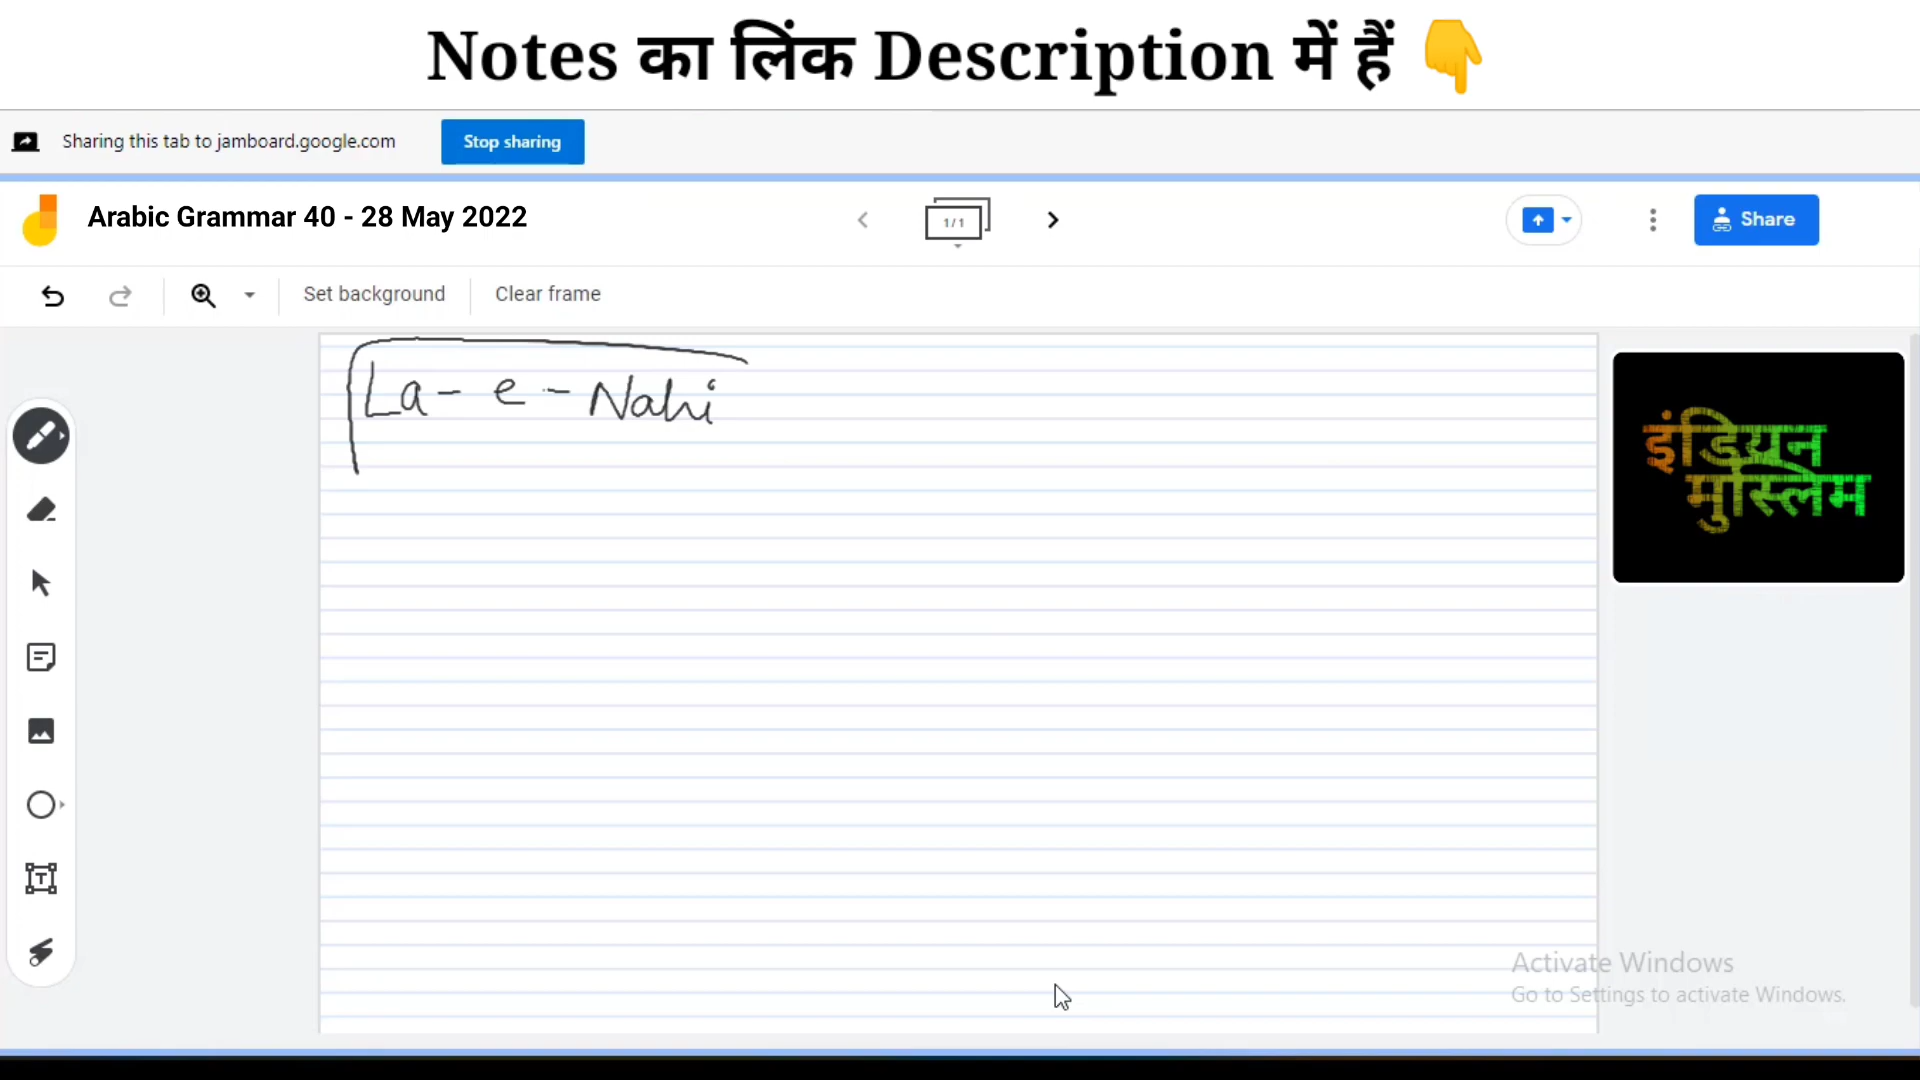 Notes का लिंक Description में हैं 👇
Sharing this tab to jamboard.google.com Stop sharing
Arabic Grammar 40 - 28 May 2022 1/1 Share
Set background Clear frame
La - e - Nahi
इंडियन
मुस्लिम
T
Activate Windows
Go to Settings to activate Windows.